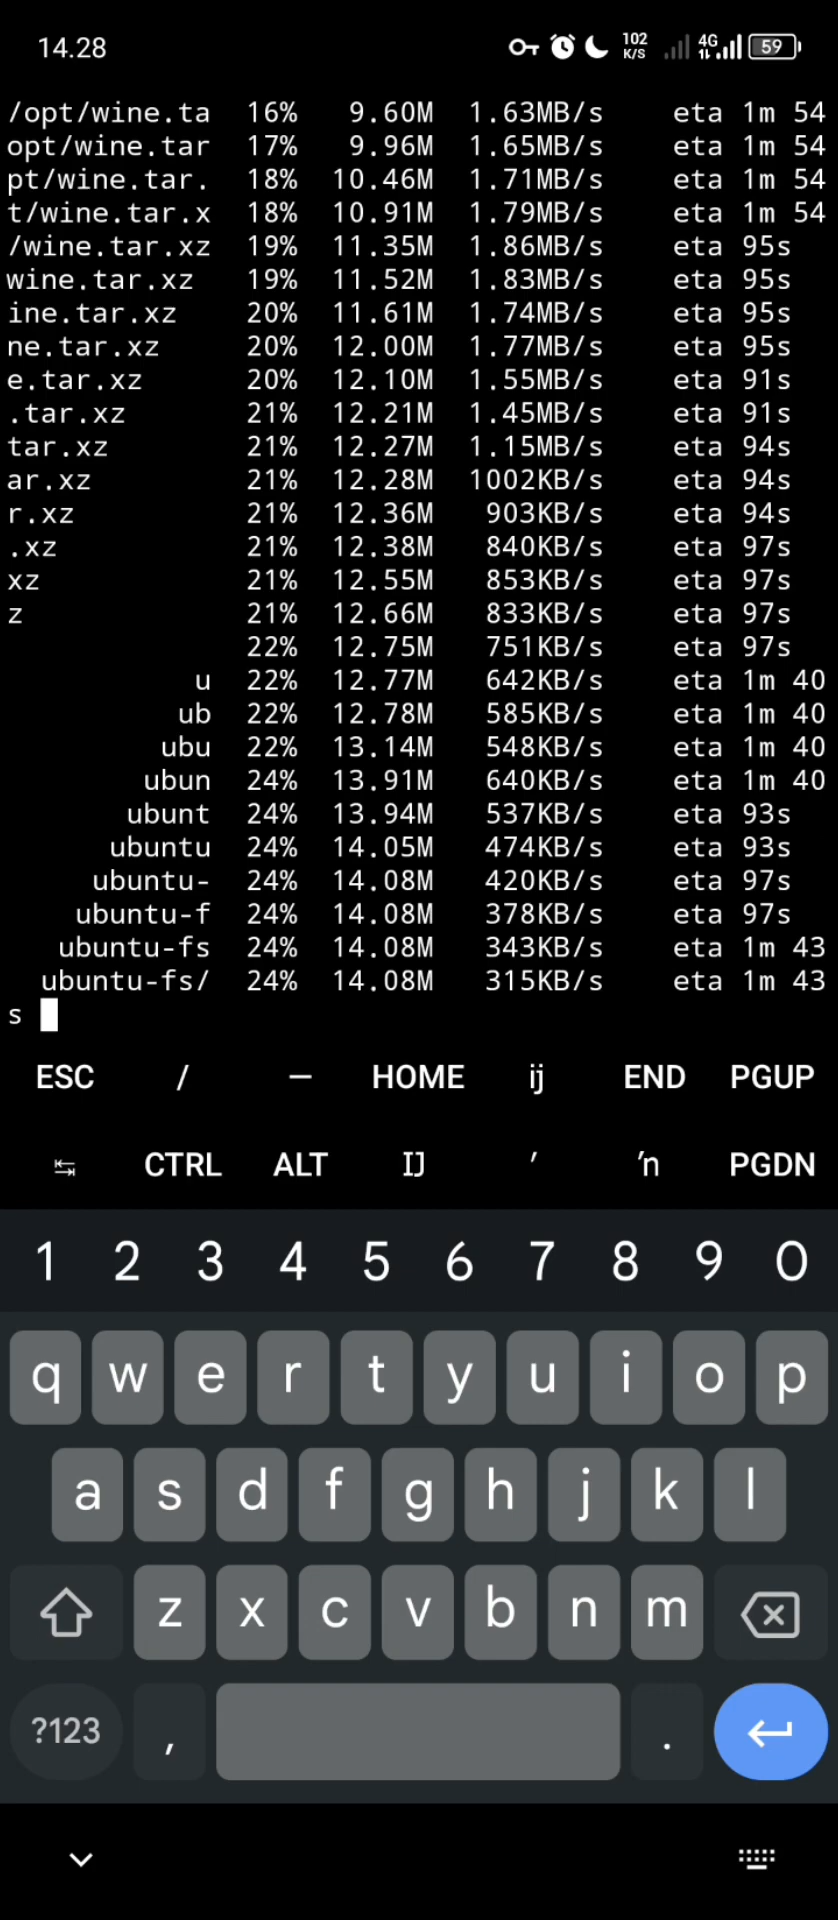 14.28 102 K/S 4G 59
/opt/wine.ta 16% 9.60M 1.63MB/s eta 1m 54
opt/wine.tar 17% 9.96M 1.65MB/s eta 1m 54
pt/wine.tar. 18% 10.46M 1.71MB/s eta 1m 54
t/wine.tar.x 18% 10.91M 1.79MB/s eta 1m 54
/wine.tar.xz 19% 11.35M 1.86MB/s eta 95s
wine.tar.xz 19% 11.52M 1.83MB/s eta 95s
ine.tar.xz 20% 11.61M 1.74MB/s eta 95s
ne.tar.xz 20% 12.00M 1.77MB/s eta 95s
e.tar.xz 20% 12.10M 1.55MB/s eta 91s
.tar.xz 21% 12.21M 1.45MB/s eta 91s
tar.xz 21% 12.27M 1.15MB/s eta 94s
ar.xz 21% 12.28M 1002KB/s eta 94s
r.xz 21% 12.36M 903KB/s eta 94s
.xz 21% 12.38M 840KB/s eta 97s
xz 21% 12.55M 853KB/s eta 97s
z 21% 12.66M 833KB/s eta 97s
22% 12.75M 751KB/s eta 97s
u 22% 12.77M 642KB/s eta 1m 40
ub 22% 12.78M 585KB/s eta 1m 40
ubu 22% 13.14M 548KB/s eta 1m 40
ubun 24% 13.91M 640KB/s eta 1m 40
ubunt 24% 13.94M 537KB/s eta 93s
ubuntu 24% 14.05M 474KB/s eta 93s
ubuntu- 24% 14.08M 420KB/s eta 97s
ubuntu-f 24% 14.08M 378KB/s eta 97s
ubuntu-fs 24% 14.08M 343KB/s eta 1m 43
ubuntu-fs/ 24% 14.08M 315KB/s eta 1m 43
s
ESC / — HOME ĳ END PGUP
↹ CTRL ALT Ĳ ′ ŉ PGDN
1 2 3 4 5 6 7 8 9 0
q w e r t y u i o p
a s d f g h j k l
z x c v b n m
?123 , .